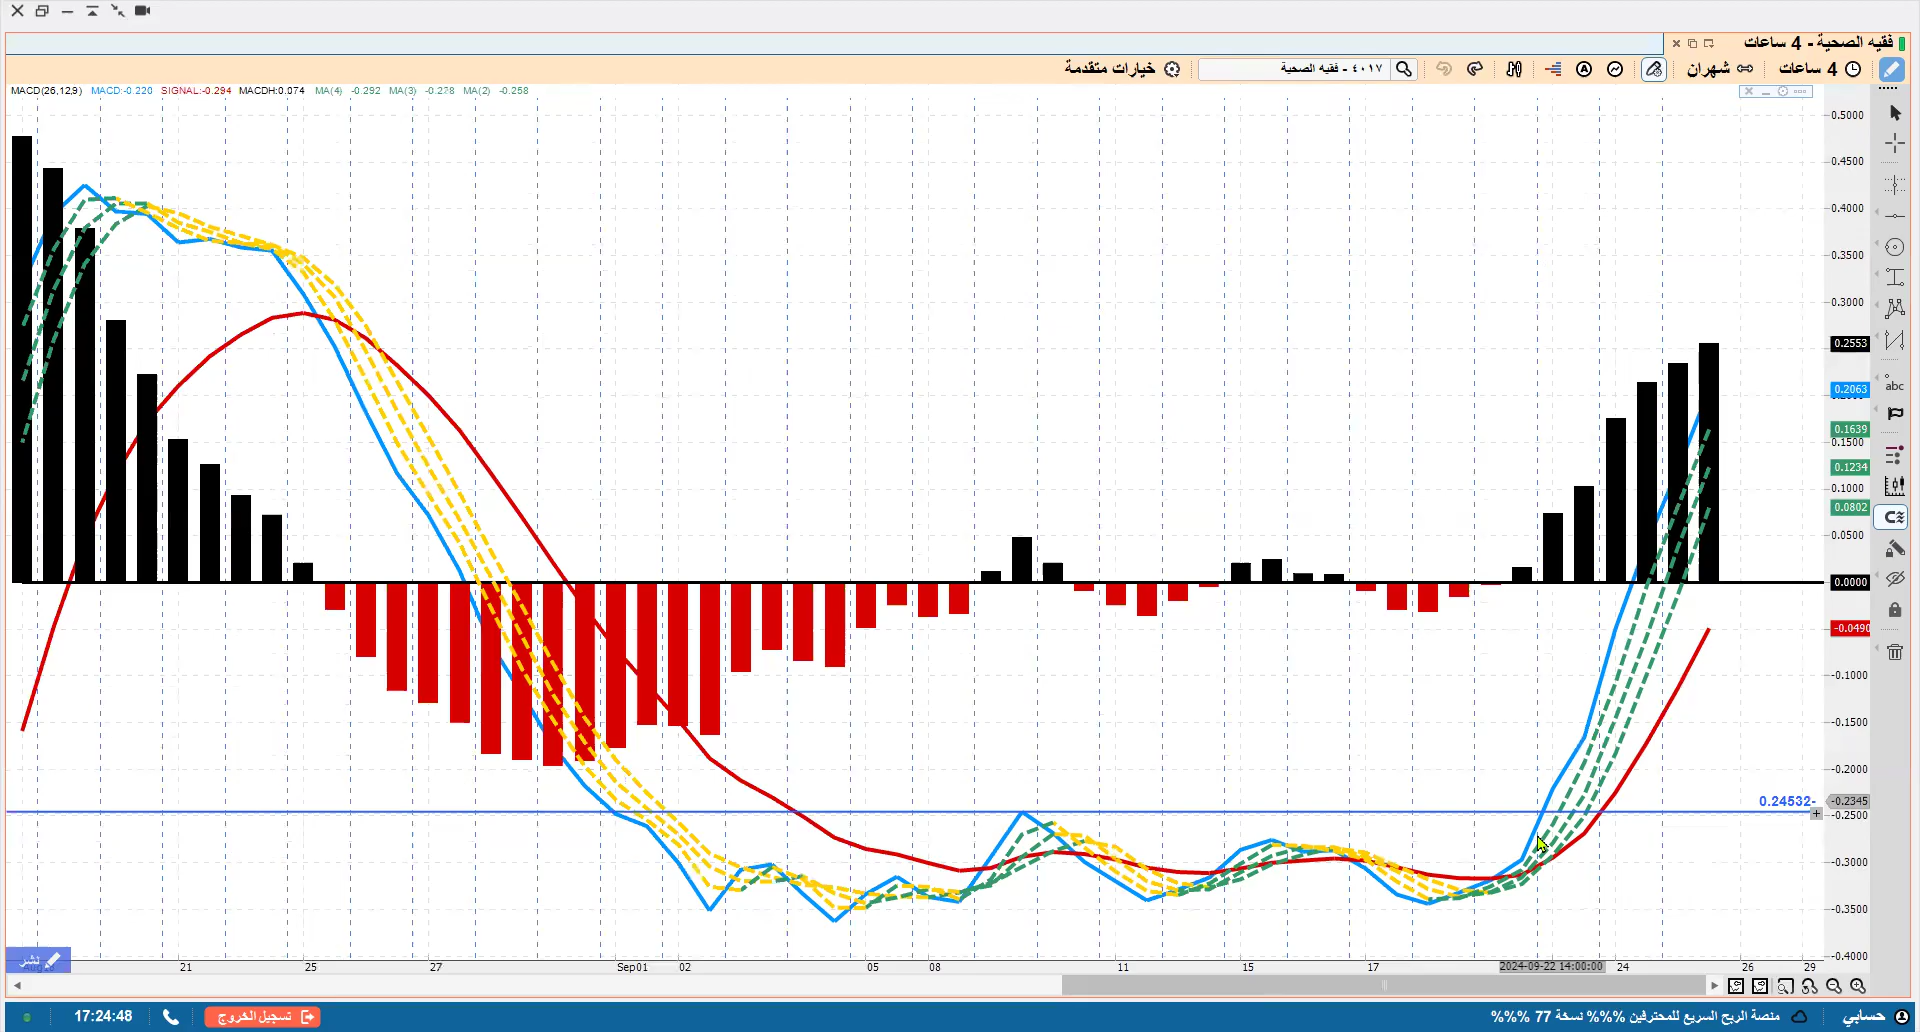 فقيه الصحية - 4 ساعات
4 ساعات
شهران
٤٠١٧ - فقيه الصحية
خيارات متقدمة
MACD(26,12,9) MACD:-0.220 SIGNAL:-0.294 MACDH:0.074 MA(4) -0.292 MA(3) -0.278 MA(2) -0.258
0.5000
0.4500
0.4000
0.3500
0.3000
0.2553
0.2063
0.1639
0.1500
0.1234
0.1000
0.0802
0.0500
0.0000
-0.0490
-0.1000
-0.1500
-0.2000
0.24532-
-0.2345
-0.2500
-0.3000
-0.3500
-0.4000
abc
نشر
21 25 27 Sep01 02 05 08 11 15 17 2024-09-22 14:00:00 24 26 29
حسابي
منصة الربح السريع للمحترفين %%% نسخة 77 %%%
تسجيل الخروج
17:24:48